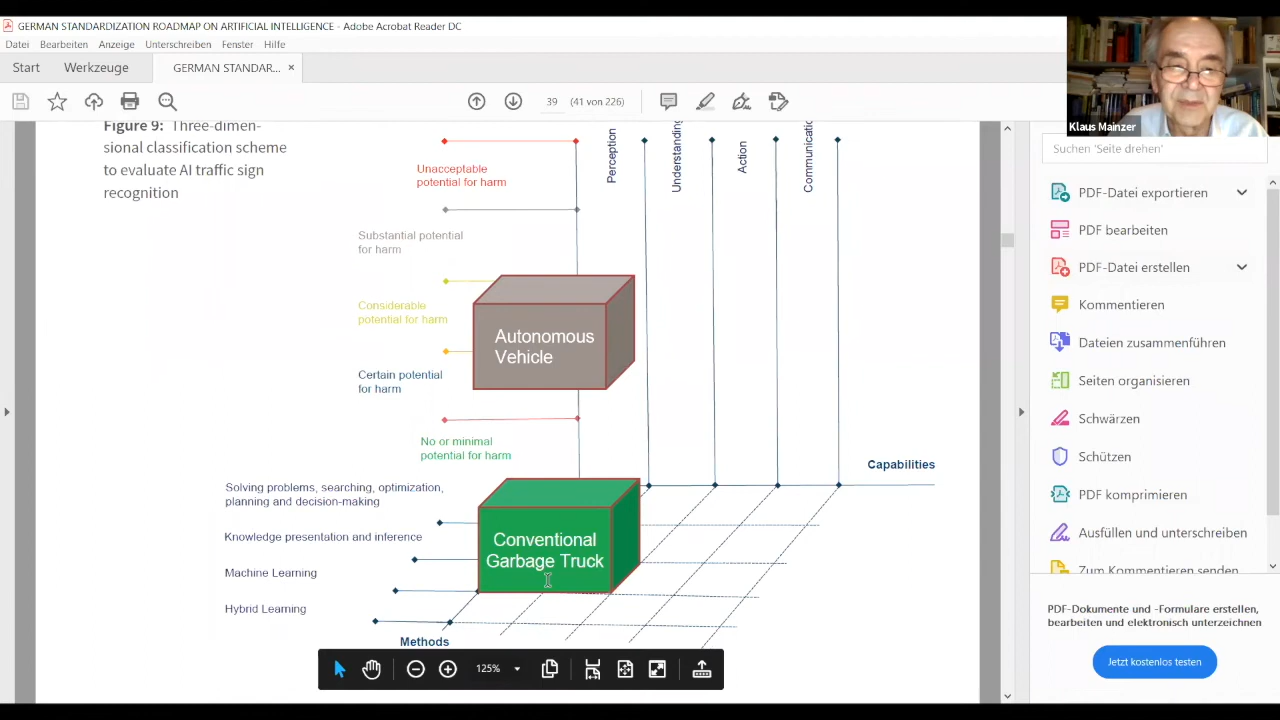 GERMAN STANDARDIZATION ROADMAP ON ARTIFICIAL INTELLIGENCE - Adobe Acrobat Reader DC
Datei Bearbeiten Anzeige Unterschreiben Fenster Hilfe
Start Werkzeuge GERMAN STANDAR... ×
39 (41 von 226)
Klaus Mainzer
Suchen 'Seite drehen'
Figure 9: Three-dimen-
sional classification scheme
to evaluate AI traffic sign
recognition
Unacceptable
potential for harm
Substantial potential
for harm
Considerable
potential for harm
Certain potential
for harm
No or minimal
potential for harm
Perception
Understanding
Action
Communicatio
Autonomous
Vehicle
Capabilities
Solving problems, searching, optimization,
planning and decision-making
Knowledge presentation and inference
Machine Learning
Hybrid Learning
Methods
Conventional
Garbage Truck
125%
PDF-Datei exportieren
PDF bearbeiten
PDF-Datei erstellen
Kommentieren
Dateien zusammenführen
Seiten organisieren
Schwärzen
Schützen
PDF komprimieren
Ausfüllen und unterschreiben
Zum Kommentieren senden
PDF-Dokumente und -Formulare erstellen,
bearbeiten und elektronisch unterzeichnen
Jetzt kostenlos testen